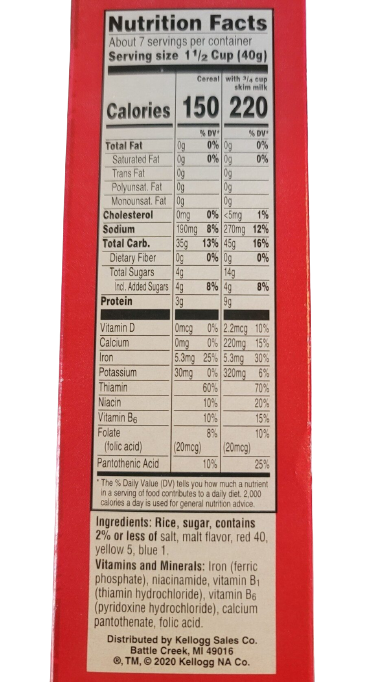 Nutrition Facts
About 7 servings per container
Serving size 1 1/2 Cup (40g)
Cereal with 3/4 cup skim milk
Calories 150 220
% DV* % DV*
Total Fat 0g 0% 0g 0%
Saturated Fat 0g 0% 0g 0%
Trans Fat 0g 0g
Polyunsat. Fat 0g 0g
Monounsat. Fat 0g 0g
Cholesterol 0mg 0% <5mg 1%
Sodium 190mg 8% 270mg 12%
Total Carb. 35g 13% 45g 16%
Dietary Fiber 0g 0% 0g 0%
Total Sugars 4g 14g
Incl. Added Sugars 4g 8% 4g 8%
Protein 3g 9g
Vitamin D 0mcg 0% 2.2mcg 10%
Calcium 0mg 0% 220mg 15%
Iron 5.3mg 25% 5.3mg 30%
Potassium 30mg 0% 320mg 6%
Thiamin 60% 70%
Niacin 10% 20%
Vitamin B6 10% 15%
Folate 8% 10%
(folic acid) (20mcg) (20mcg)
Pantothenic Acid 10% 25%
* The % Daily Value (DV) tells you how much a nutrient
in a serving of food contributes to a daily diet. 2,000
calories a day is used for general nutrition advice.
Ingredients: Rice, sugar, contains
2% or less of salt, malt flavor, red 40,
yellow 5, blue 1.
Vitamins and Minerals: Iron (ferric
phosphate), niacinamide, vitamin B1
(thiamin hydrochloride), vitamin B6
(pyridoxine hydrochloride), calcium
pantothenate, folic acid.
Distributed by Kellogg Sales Co.
Battle Creek, MI 49016
®, TM, © 2020 Kellogg NA Co.